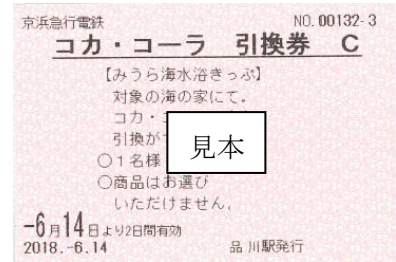 京浜急行電鉄 NO.00132-3
コカ・コーラ 引換券 C
【みうら海水浴きっぷ】
対象の海の家にて、
コカ・
引換が
見本
○1名様
○商品はお選び
いただけません。
-6月14日より2日間有効
2018.-6.14 品川駅発行